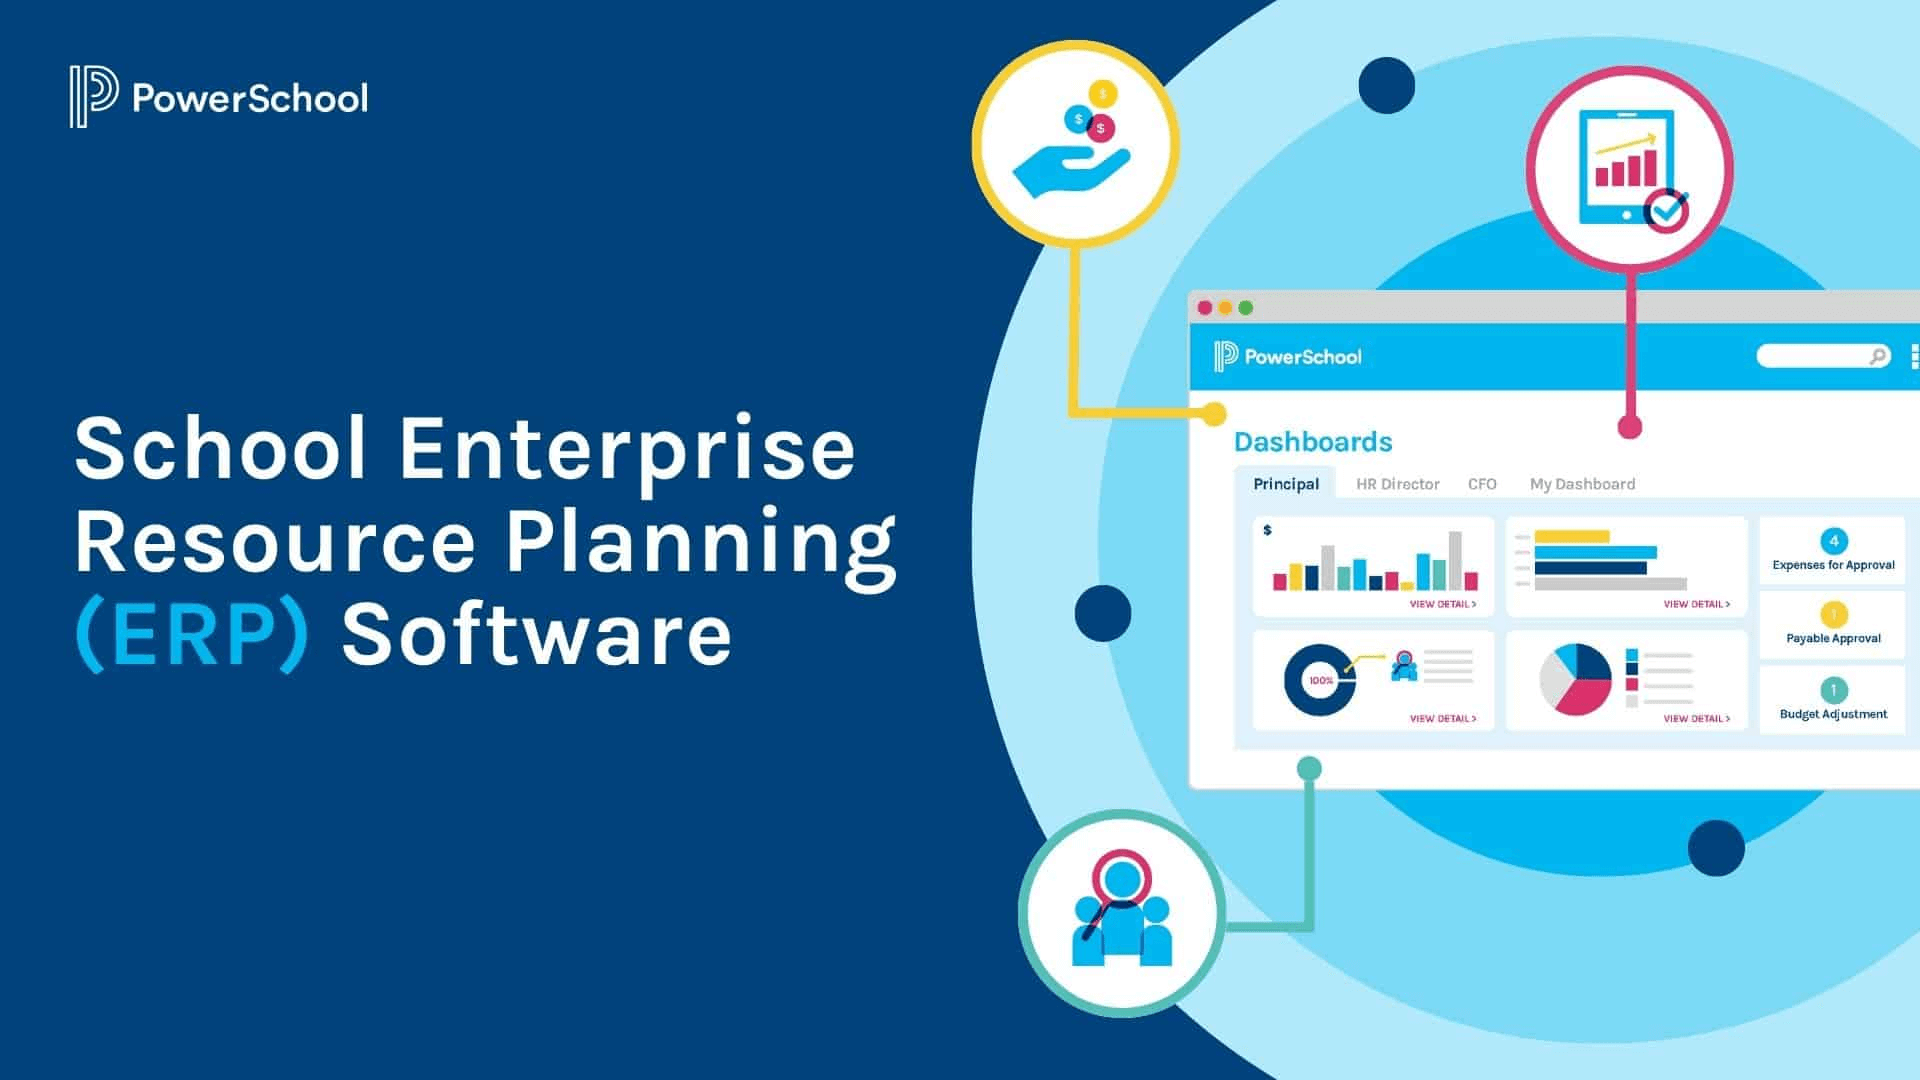 PowerSchool
School Enterprise
Resource Planning
(ERP) Software
$
$
$
PowerSchool
Dashboards
Principal HR Director CFO My Dashboard
$
VIEW DETAIL >
VIEW DETAIL >
4
Expenses for Approval
1
Payable Approval
100%
VIEW DETAIL >
VIEW DETAIL >
1
Budget Adjustment